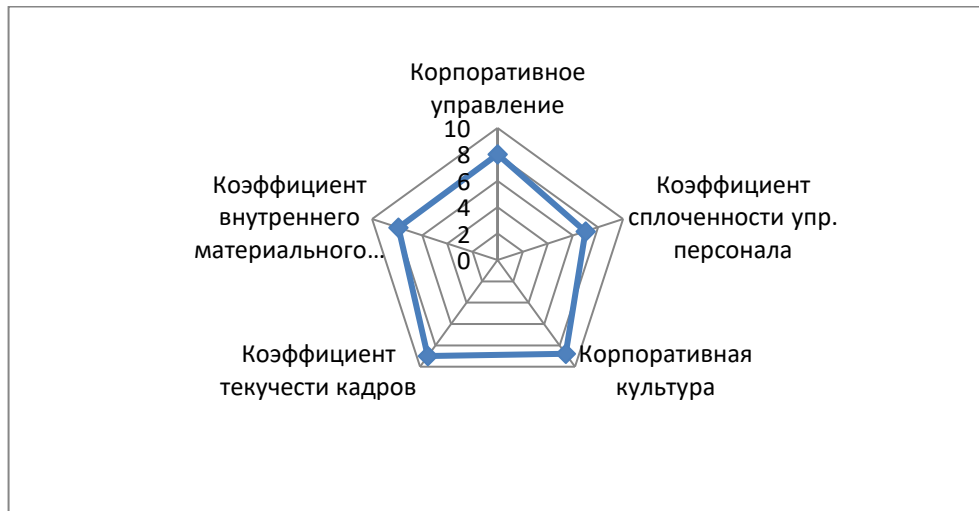 Корпоративное
управление
10
8
6
4
2
0
Коэффициент
сплоченности упр.
персонала
Корпоративная
культура
Коэффициент
текучести кадров
Коэффициент
внутреннего
материального...